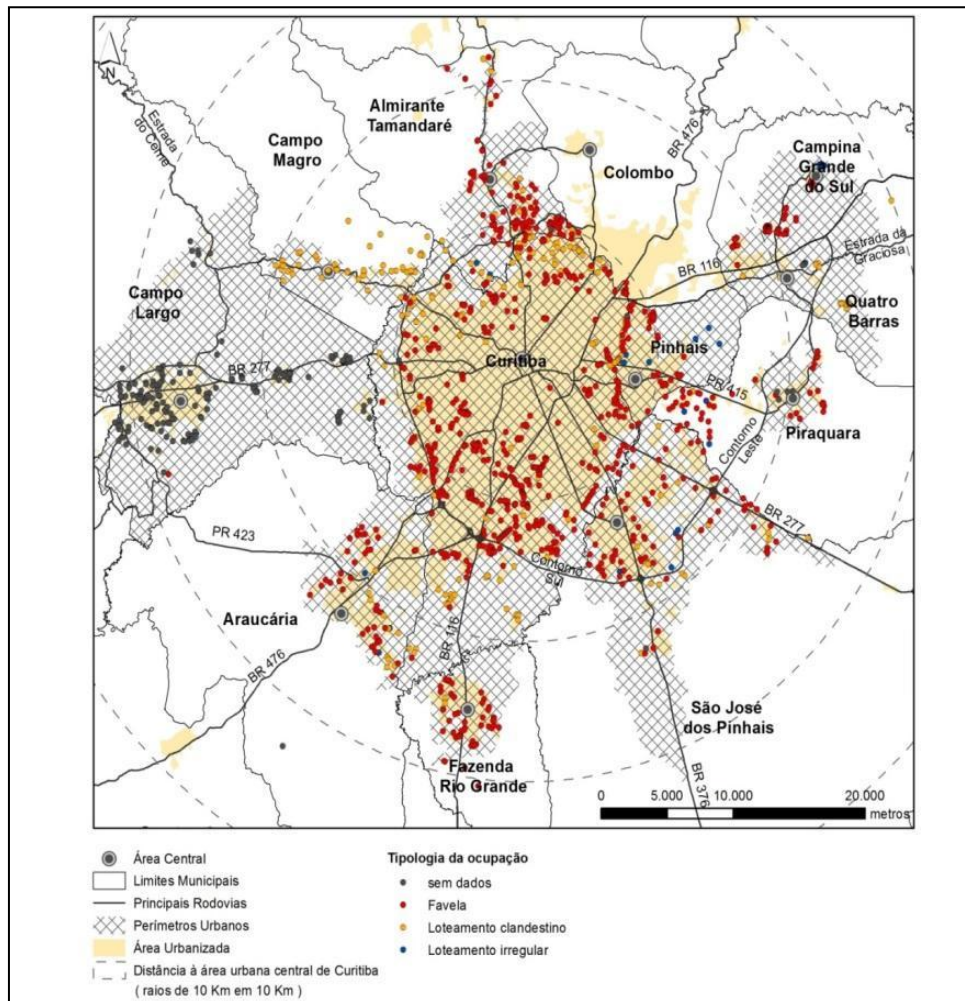 N
Estrada
do Cerne
Campo
Magro
Almirante
Tamandaré
Colombo
BR 476
Campina
Grande
do Sul
BR 116
Estrada da
Graciosa
Campo
Largo
BR 277
Curitiba
Pinhais
Quatro
Barras
PR 415
Contorno
Leste
Piraquara
BR 277
PR 423
Contorno
Sul
Araucária
BR 476
BR 116
São José
dos Pinhais
BR 376
Fazenda
Rio Grande
0 5.000 10.000 20.000
metros
Área Central
Limites Municipais
Principais Rodovias
Perímetros Urbanos
Área Urbanizada
Distância à área urbana central de Curitiba
( raios de 10 Km em 10 Km )
Tipologia da ocupação
sem dados
Favela
Loteamento clandestino
Loteamento irregular